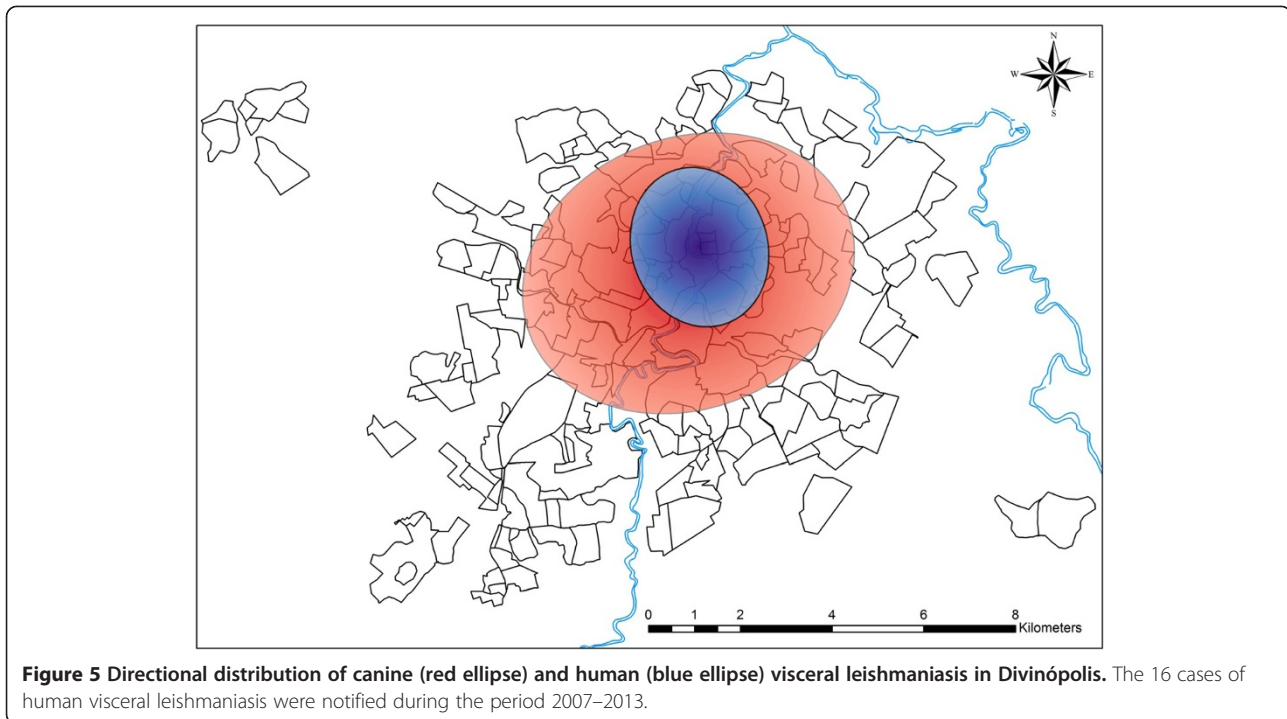 N
W E
S
0 1 2 4 6 8
Kilometers
Figure 5 Directional distribution of canine (red ellipse) and human (blue ellipse) visceral leishmaniasis in Divinópolis. The 16 cases of
human visceral leishmaniasis were notified during the period 2007–2013.